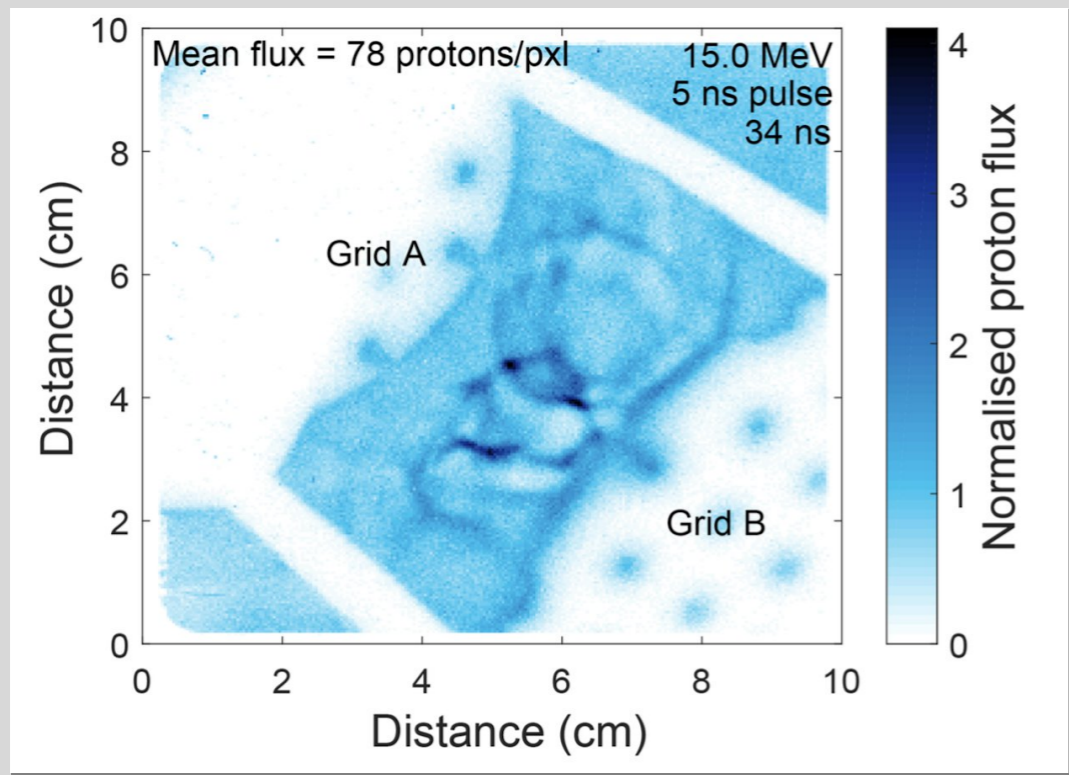 Mean flux = 78 protons/pxl
15.0 MeV
5 ns pulse
34 ns
Grid A
Grid B
10
8
6
4
2
0
0 2 4 6 8 10
Distance (cm)
Distance (cm)
4
3
2
1
0
Normalised proton flux